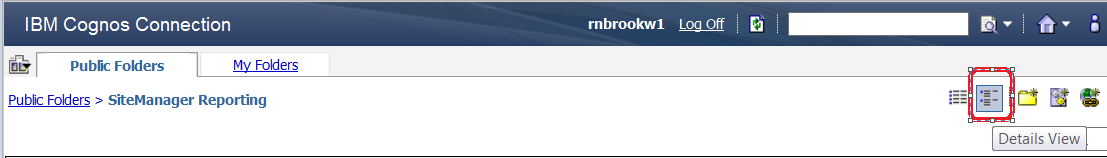 IBM Cognos Connection rnbrookw1 Log Off
Public Folders My Folders
Public Folders > SiteManager Reporting
Details View